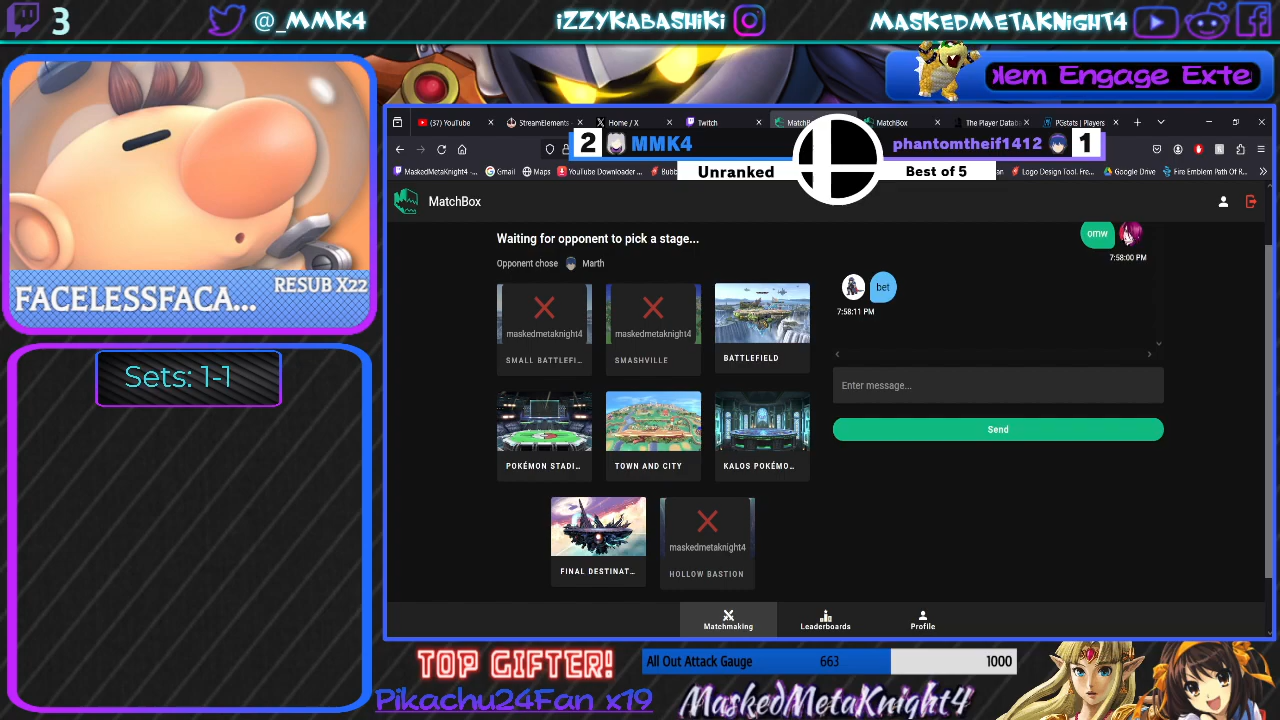 3
@_MMK4
iZZYKABASHiKi
MASKEDMETAKNiGHT4
lem Engage Exte
(37) YouTube
StreamElements -
Home / X
Twitch
MatchBox
The Player Databa
PGstats | Players
2 MMK4
phantomtheif1412 1
Unranked
Best of 5
MaskedMetaKnight4 -...
Gmail
Maps
YouTube Downloader ...
Logo Design Tool. Fre...
Google Drive
Fire Emblem Path Of R...
MatchBox
Waiting for opponent to pick a stage...
Opponent chose Marth
omw
7:58:00 PM
bet
7:58:11 PM
maskedmetaknight4
SMALL BATTLEFI...
maskedmetaknight4
SMASHVILLE
BATTLEFIELD
Enter message...
Send
POKÉMON STADI...
TOWN AND CITY
KALOS POKÉMO...
FINAL DESTINAT...
maskedmetaknight4
HOLLOW BASTION
Matchmaking
Leaderboards
Profile
FACELESSFACA...
RESUB X22
Sets: 1-1
TOP GIFTER!
Pikachu24Fan x19
All Out Attack Gauge 663 1000
MaskedMetaKnight4